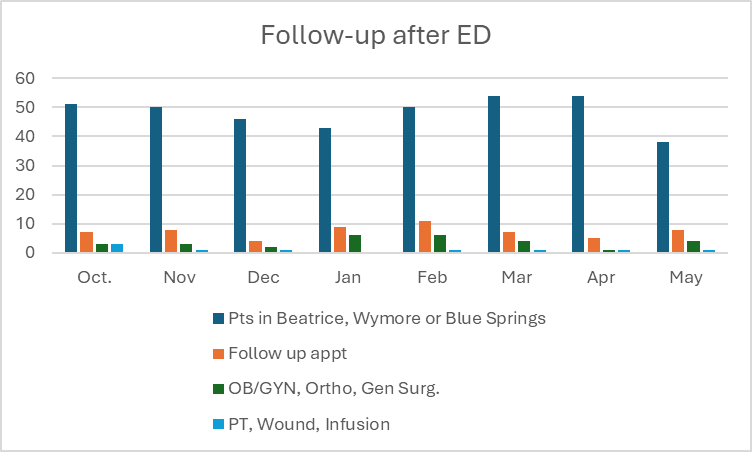 Follow-up after ED
60
50
40
30
20
10
0
Oct. Nov Dec Jan Feb Mar Apr May
Pts in Beatrice, Wymore or Blue Springs
Follow up appt
OB/GYN, Ortho, Gen Surg.
PT, Wound, Infusion